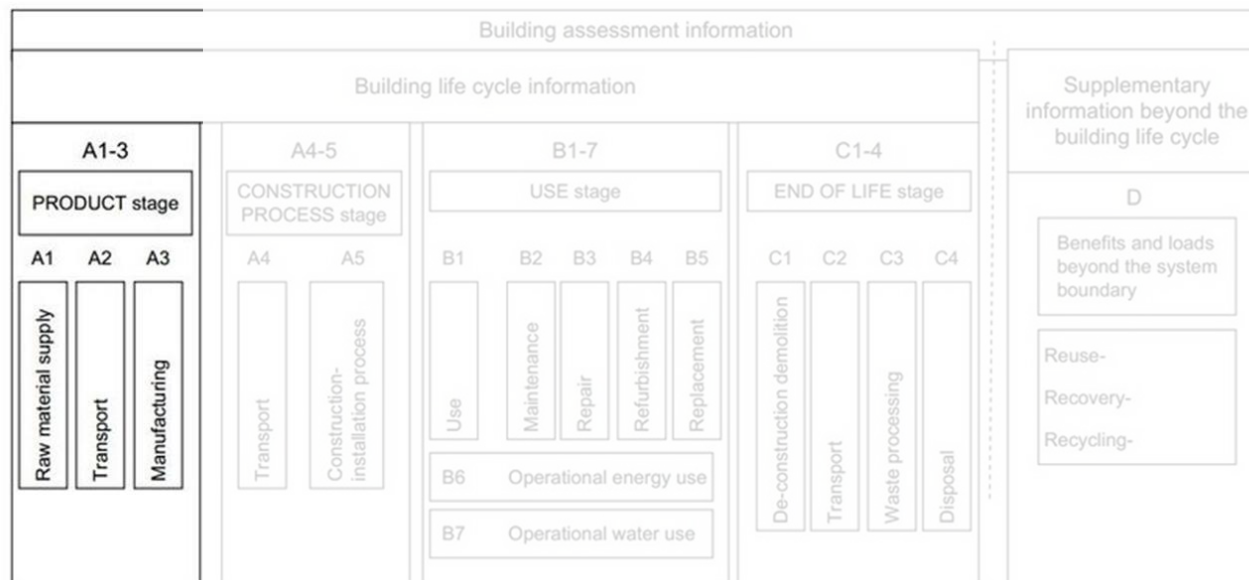 Building assessment information
Building life cycle information
A1-3
PRODUCT stage
A1 A2 A3
Raw material supply
Transport
Manufacturing
A4-5
CONSTRUCTION
PROCESS stage
A4 A5
Transport
Construction-
installation process
B1-7
USE stage
B1 B2 B3 B4 B5
Use
Maintenance
Repair
Refurbishment
Replacement
B6 Operational energy use
B7 Operational water use
C1-4
END OF LIFE stage
C1 C2 C3 C4
De-construction demolition
Transport
Waste processing
Disposal
Supplementary
information beyond the
building life cycle
D
Benefits and loads
beyond the system
boundary
Reuse-
Recovery-
Recycling-